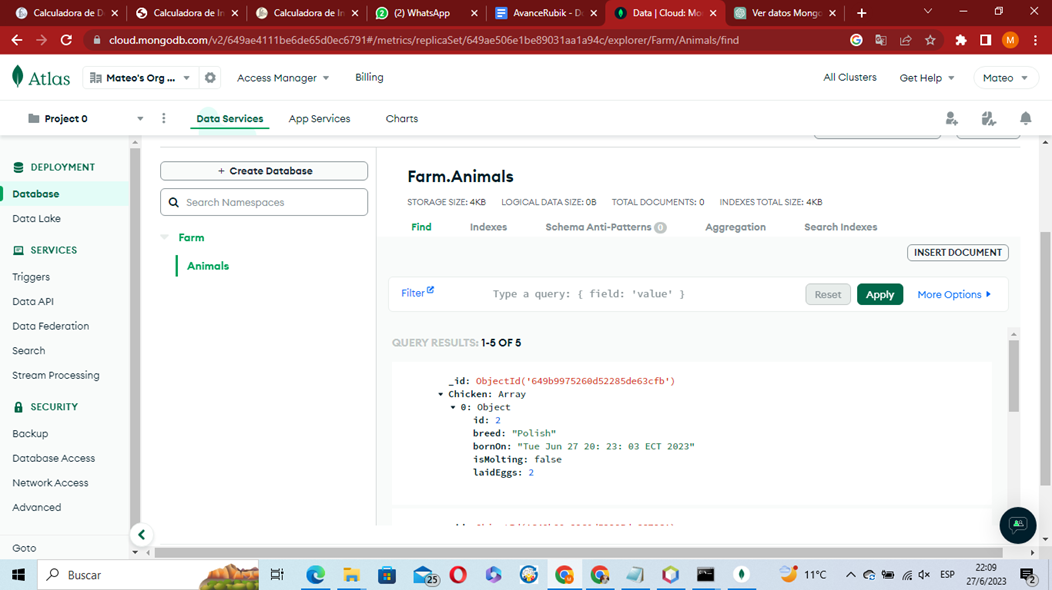 Calculadora de D
Calculadora de In
Calculadora de In
(2) WhatsApp
AvanceRubik - Do
Data | Cloud: Mo
Ver datos Mongo
cloud.mongodb.com/v2/649ae4111be6de65d0ec6791#/metrics/replicaSet/649ae506e1be89031aa1a94c/explorer/Farm/Animals/find
M
Atlas
Mateo's Org ...
Access Manager
Billing
All Clusters
Get Help
Mateo
Project 0
Data Services
App Services
Charts
DEPLOYMENT
Database
Data Lake
SERVICES
Triggers
Data API
Data Federation
Search
Stream Processing
SECURITY
Backup
Database Access
Network Access
Advanced
Goto
+ Create Database
Search Namespaces
Farm
Animals
Farm.Animals
STORAGE SIZE: 4KB LOGICAL DATA SIZE: 0B TOTAL DOCUMENTS: 0 INDEXES TOTAL SIZE: 4KB
Find
Indexes
Schema Anti-Patterns 0
Aggregation
Search Indexes
INSERT DOCUMENT
Filter
Type a query: { field: 'value' }
Reset
Apply
More Options
QUERY RESULTS: 1-5 OF 5
_id: ObjectId('649b9975260d52285de63cfb')
Chicken: Array
0: Object
id: 2
breed: "Polish"
bornOn: "Tue Jun 27 20: 23: 03 ECT 2023"
isMolting: false
laidEggs: 2
Buscar
25
11°C
ESP
22:09
27/6/2023
2